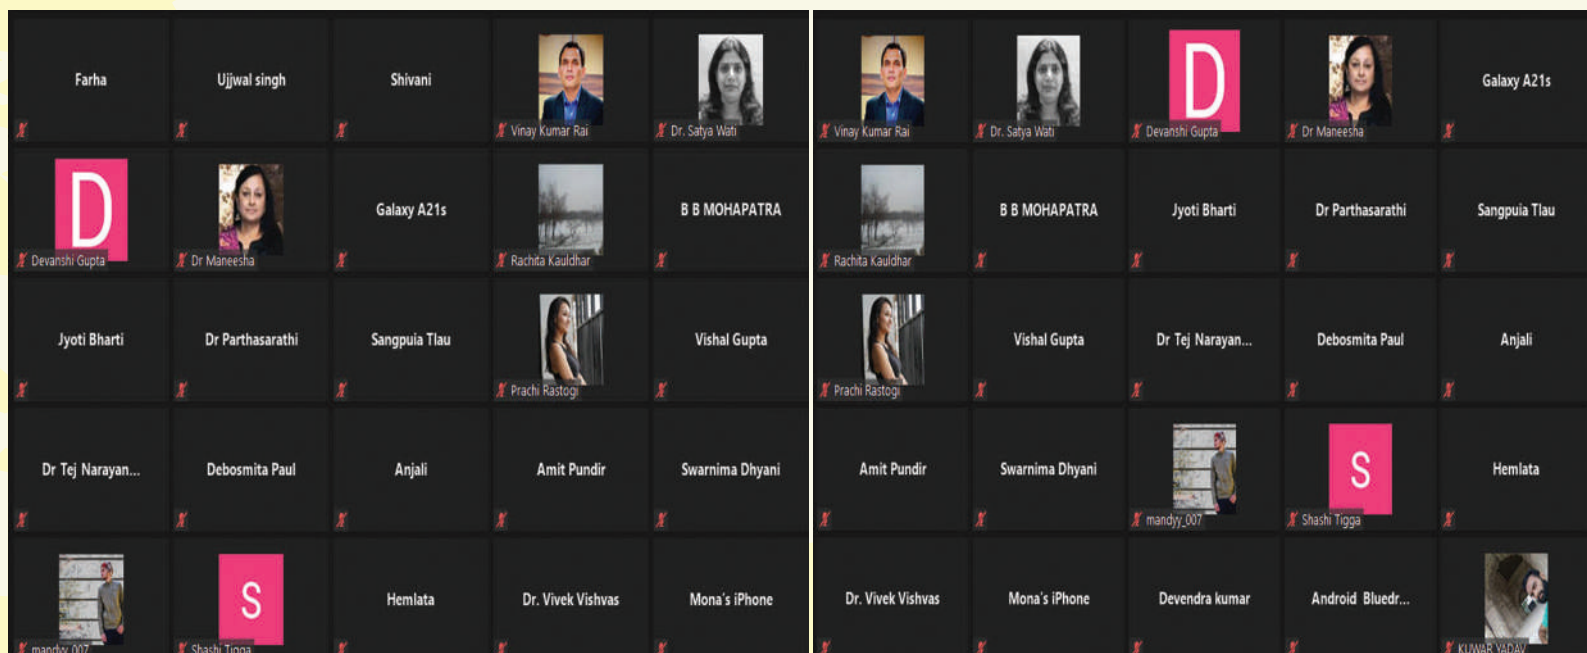 Farha
Ujjwal singh
Shivani
Vinay Kumar Rai
Dr. Satya Wati
D
Devanshi Gupta
Dr Maneesha
Galaxy A21s
Rachita Kauldhar
B B MOHAPATRA
Jyoti Bharti
Dr Parthasarathi
Sangpuia Tlau
Prachi Rastogi
Vishal Gupta
Dr Tej Narayan...
Debosmita Paul
Anjali
Amit Pundir
Swarnima Dhyani
mandyy_007
S
Shashi Tigga
Hemlata
Dr. Vivek Vishvas
Mona's iPhone
Vinay Kumar Rai
Dr. Satya Wati
D
Devanshi Gupta
Dr Maneesha
Galaxy A21s
Rachita Kauldhar
B B MOHAPATRA
Jyoti Bharti
Dr Parthasarathi
Sangpuia Tlau
Prachi Rastogi
Vishal Gupta
Dr Tej Narayan...
Debosmita Paul
Anjali
Amit Pundir
Swarnima Dhyani
mandyy_007
S
Shashi Tigga
Hemlata
Dr. Vivek Vishvas
Mona's iPhone
Devendra kumar
Android Bluedr...
KUWAR YADAV